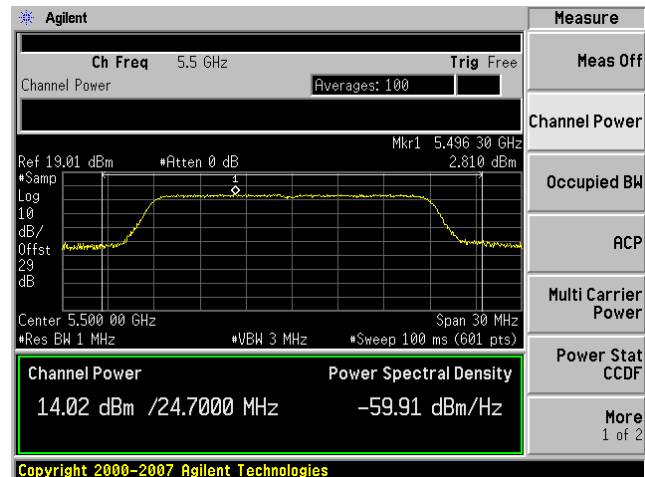 Agilent
Measure
Ch Freq 5.5 GHz Trig Free
Channel Power Averages: 100
Mkr1 5.496 30 GHz
Ref 19.01 dBm #Atten 0 dB 2.810 dBm
#Samp
Log
10
dB/
Offst
29
dB
1
Center 5.500 00 GHz Span 30 MHz
#Res BW 1 MHz #VBW 3 MHz #Sweep 100 ms (601 pts)
Channel Power Power Spectral Density
14.02 dBm /24.7000 MHz -59.91 dBm/Hz
Meas Off
Channel Power
Occupied BW
ACP
Multi Carrier
Power
Power Stat
CCDF
More
1 of 2
Copyright 2000-2007 Agilent Technologies